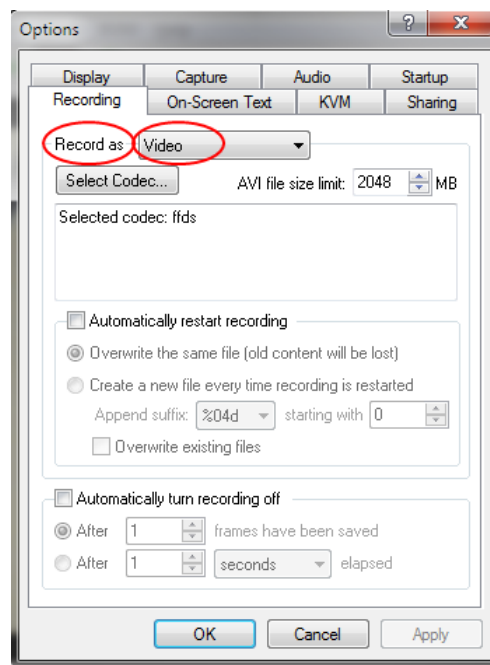 Options
Display Capture Audio Startup
Recording On-Screen Text KVM Sharing
Record as Video
Select Codec... AVI file size limit: 2048 MB
Selected codec: ffds
Automatically restart recording
Overwrite the same file (old content will be lost)
Create a new file every time recording is restarted
Append suffix: %04d starting with 0
Overwrite existing files
Automatically turn recording off
After 1 frames have been saved
After 1 seconds elapsed
OK Cancel Apply